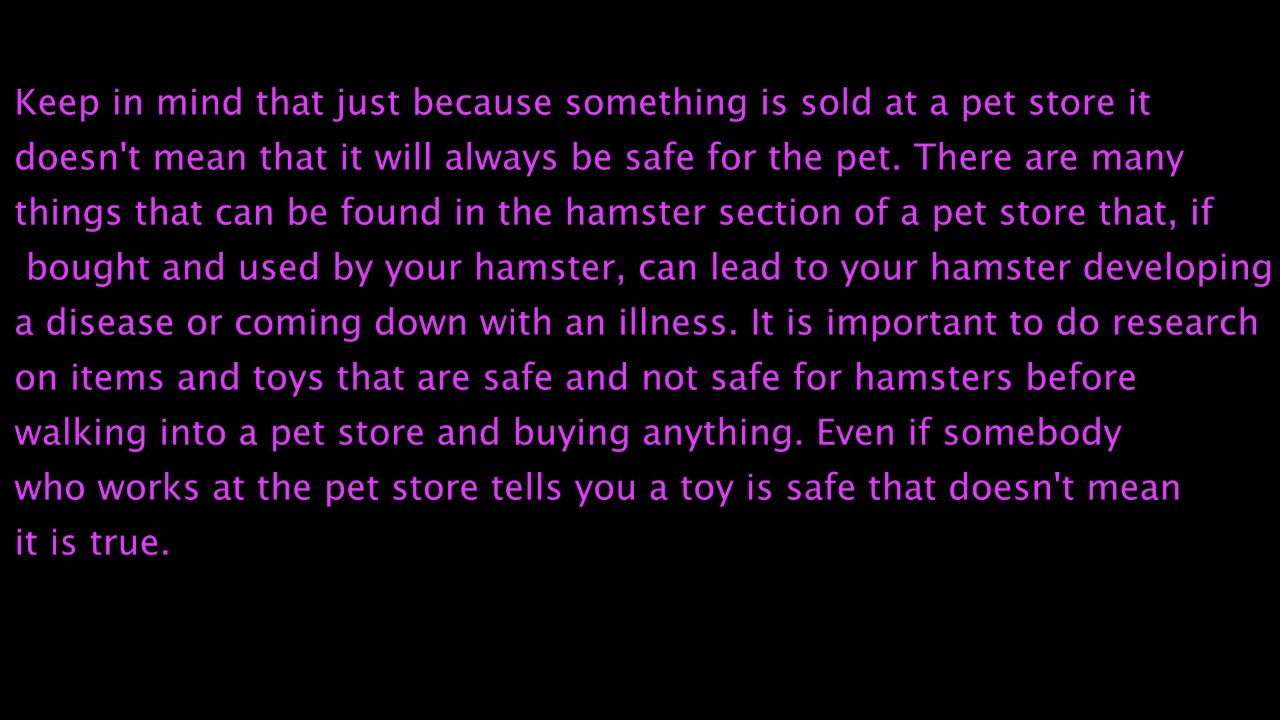 Keep in mind that just because something is sold at a pet store it
doesn't mean that it will always be safe for the pet. There are many
things that can be found in the hamster section of a pet store that, if
bought and used by your hamster, can lead to your hamster developing
a disease or coming down with an illness. It is important to do research
on items and toys that are safe and not safe for hamsters before
walking into a pet store and buying anything. Even if somebody
who works at the pet store tells you a toy is safe that doesn't mean
it is true.